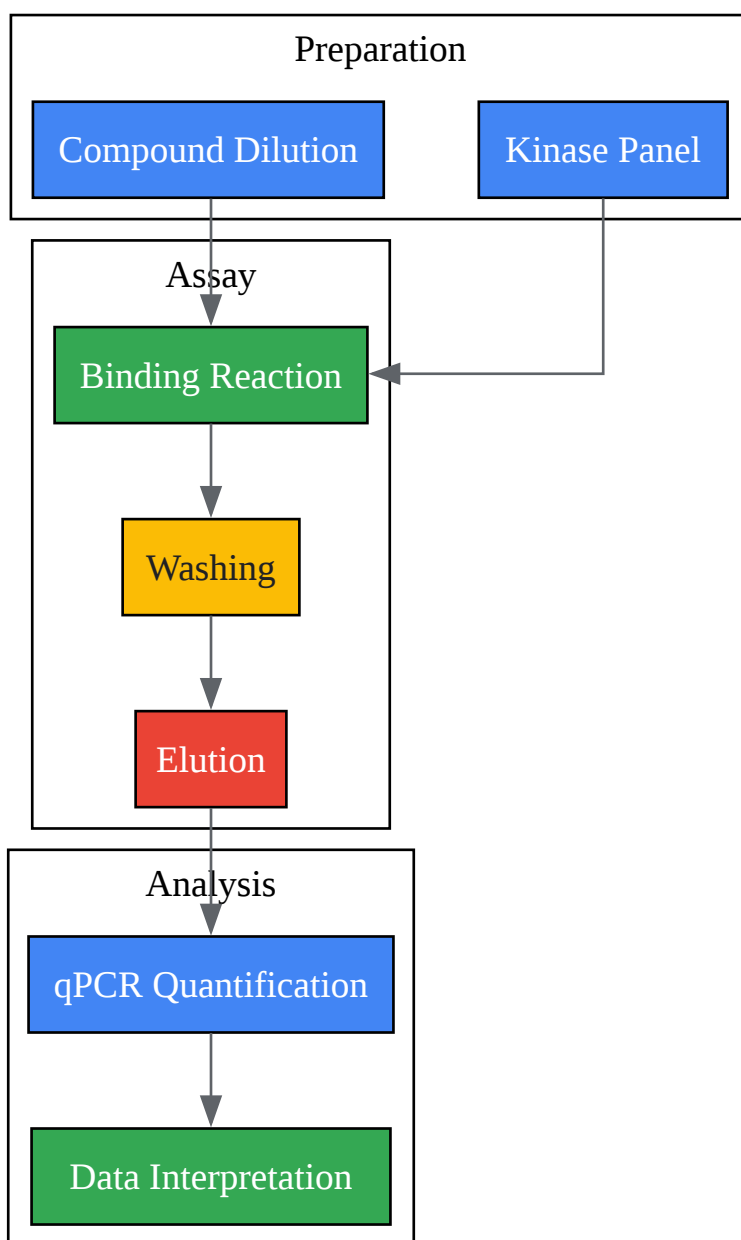 Preparation
Compound Dilution
Kinase Panel
Assay
Binding Reaction
Washing
Elution
Analysis
qPCR Quantification
Data Interpretation